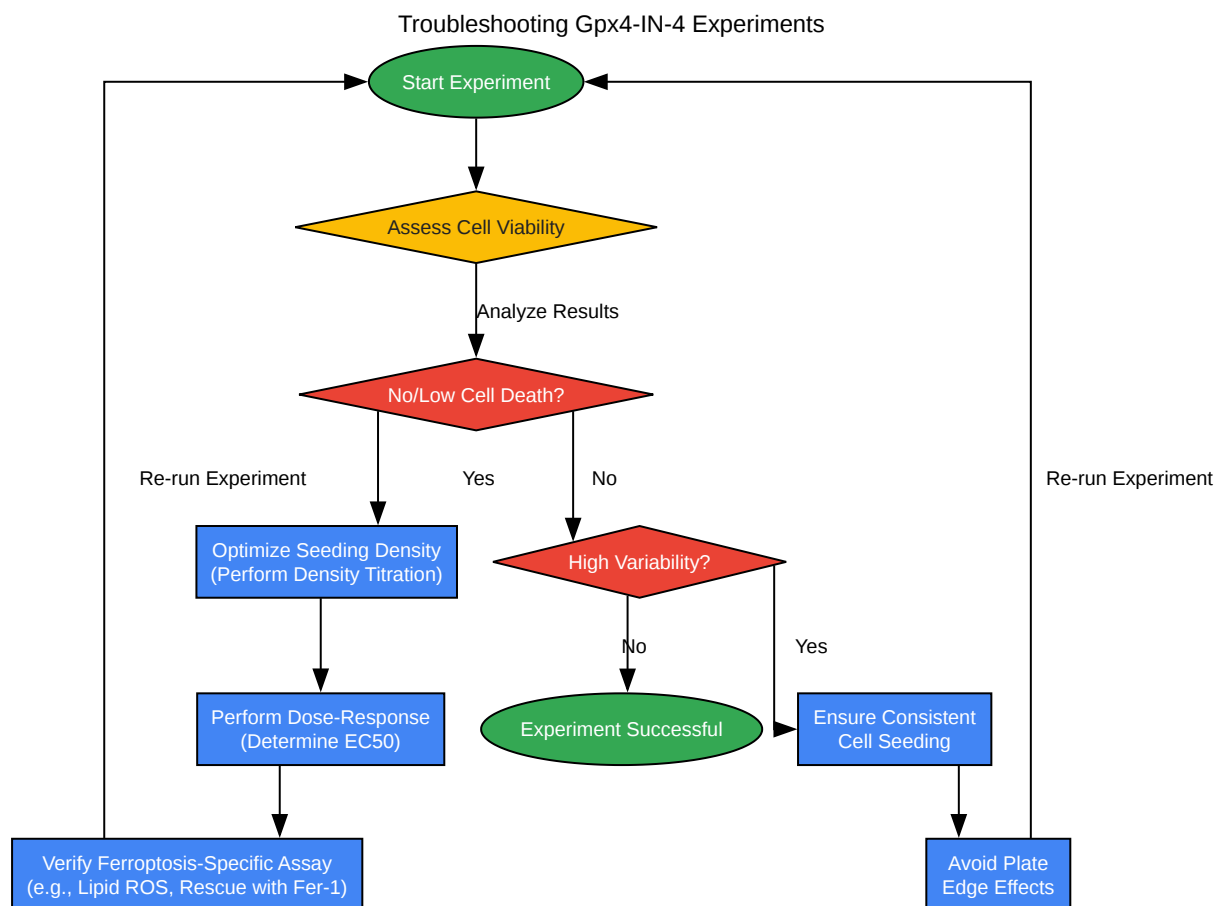 Troubleshooting Gpx4-IN-4 Experiments
Start Experiment
Assess Cell Viability
Analyze Results
No/Low Cell Death?
Re-run Experiment
Yes
No
Re-run Experiment
Optimize Seeding Density
(Perform Density Titration)
High Variability?
No
Yes
Perform Dose-Response
(Determine EC50)
Experiment Successful
Ensure Consistent
Cell Seeding
Verify Ferroptosis-Specific Assay
(e.g., Lipid ROS, Rescue with Fer-1)
Avoid Plate
Edge Effects